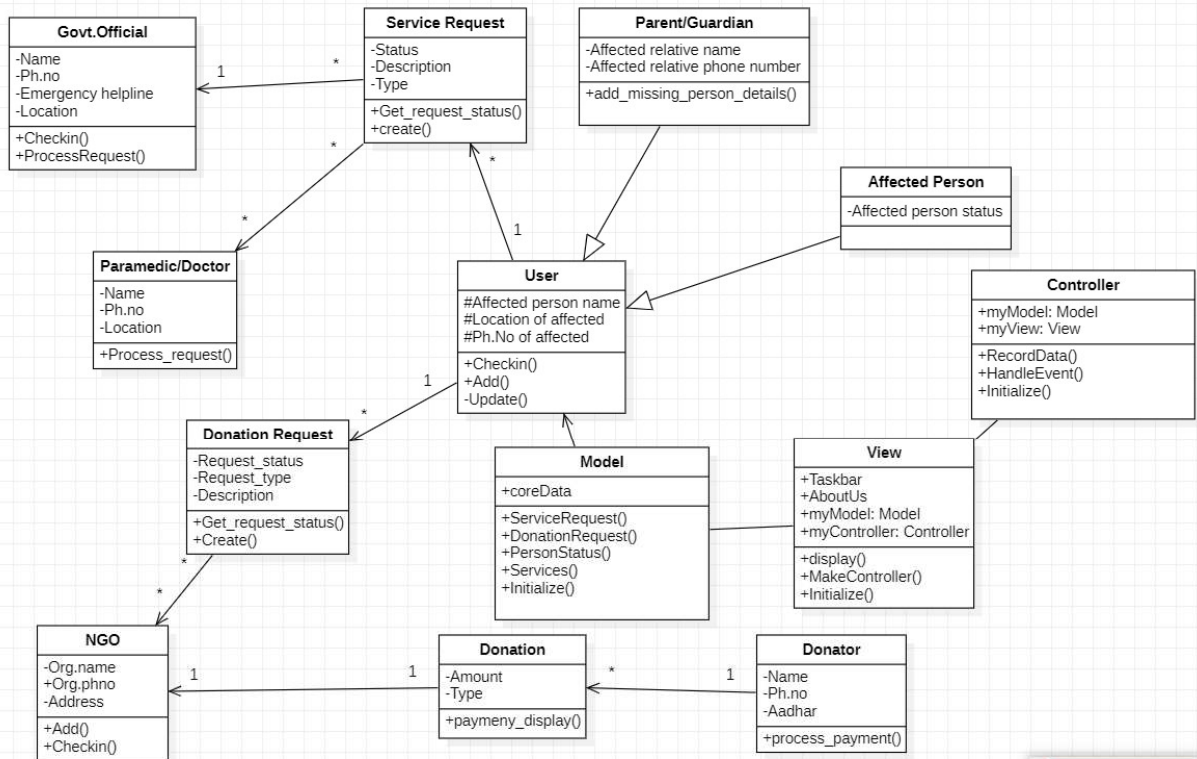 Govt.Official
-Name
-Ph.no
-Emergency helpline
-Location
+Checkin()
+ProcessRequest()
1
*
Service Request
-Status
-Description
-Type
+Get_request_status()
+create()
Parent/Guardian
-Affected relative name
-Affected relative phone number
+add_missing_person_details()
*
*
*
1
Affected Person
-Affected person status
Paramedic/Doctor
-Name
-Ph.no
-Location
+Process_request()
User
#Affected person name
#Location of affected
#Ph.No of affected
+Checkin()
+Add()
-Update()
Controller
+myModel: Model
+myView: View
+RecordData()
+HandleEvent()
+Initialize()
1
*
Donation Request
-Request_status
-Request_type
-Description
+Get_request_status()
+Create()
Model
+coreData
+ServiceRequest()
+DonationRequest()
+PersonStatus()
+Services()
+Initialize()
View
+Taskbar
+AboutUs
+myModel: Model
+myController: Controller
+display()
+MakeController()
+Initialize()
*
*
NGO
-Org.name
+Org.phno
-Address
+Add()
+Checkin()
1
1
Donation
-Amount
-Type
+paymeny_display()
*
1
Donator
-Name
-Ph.no
-Aadhar
+process_payment()